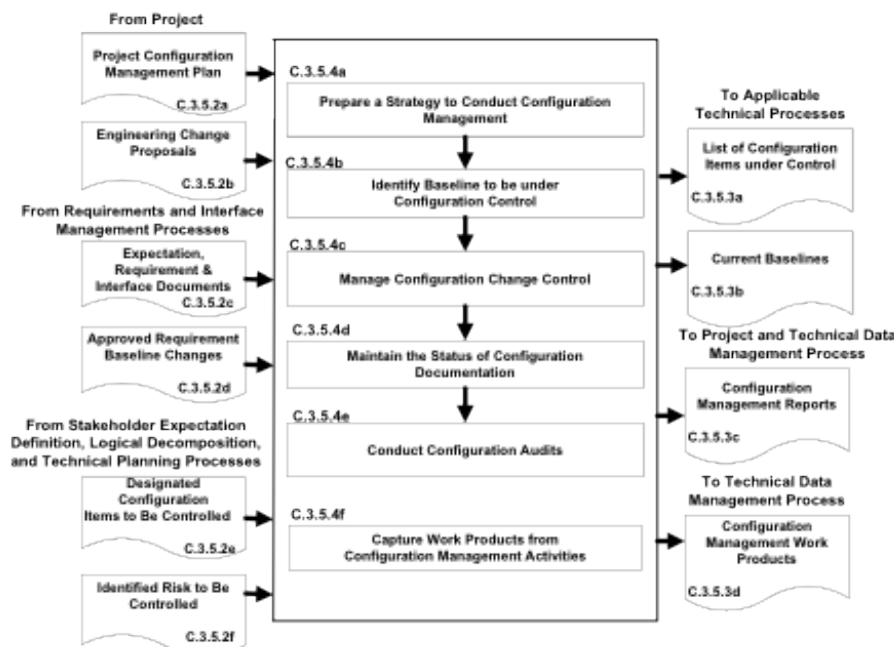 From Project
Project Configuration
Management Plan
C.3.5.2a
Engineering Change
Proposals
C.3.5.2b
From Requirements and Interface
Management Processes
Expectation,
Requirement &
Interface Documents
C.3.5.2c
Approved Requirement
Baseline Changes
C.3.5.2d
From Stakeholder Expectation
Definition, Logical Decomposition,
and Technical Planning Processes
Designated
Configuration
Items to Be Controlled
C.3.5.2e
Identified Risk to Be
Controlled
C.3.5.2f
C.3.5.4a
Prepare a Strategy to Conduct Configuration
Management
C.3.5.4b
Identify Baseline to be under
Configuration Control
C.3.5.4c
Manage Configuration Change Control
C.3.5.4d
Maintain the Status of Configuration
Documentation
C.3.5.4e
Conduct Configuration Audits
C.3.5.4f
Capture Work Products from
Configuration Management Activities
To Applicable
Technical Processes
List of Configuration
Items under Control
C.3.5.3a
Current Baselines
C.3.5.3b
To Project and Technical Data
Management Process
Configuration
Management Reports
C.3.5.3c
To Technical Data
Management Process
Configuration
Management Work
Products
C.3.5.3d